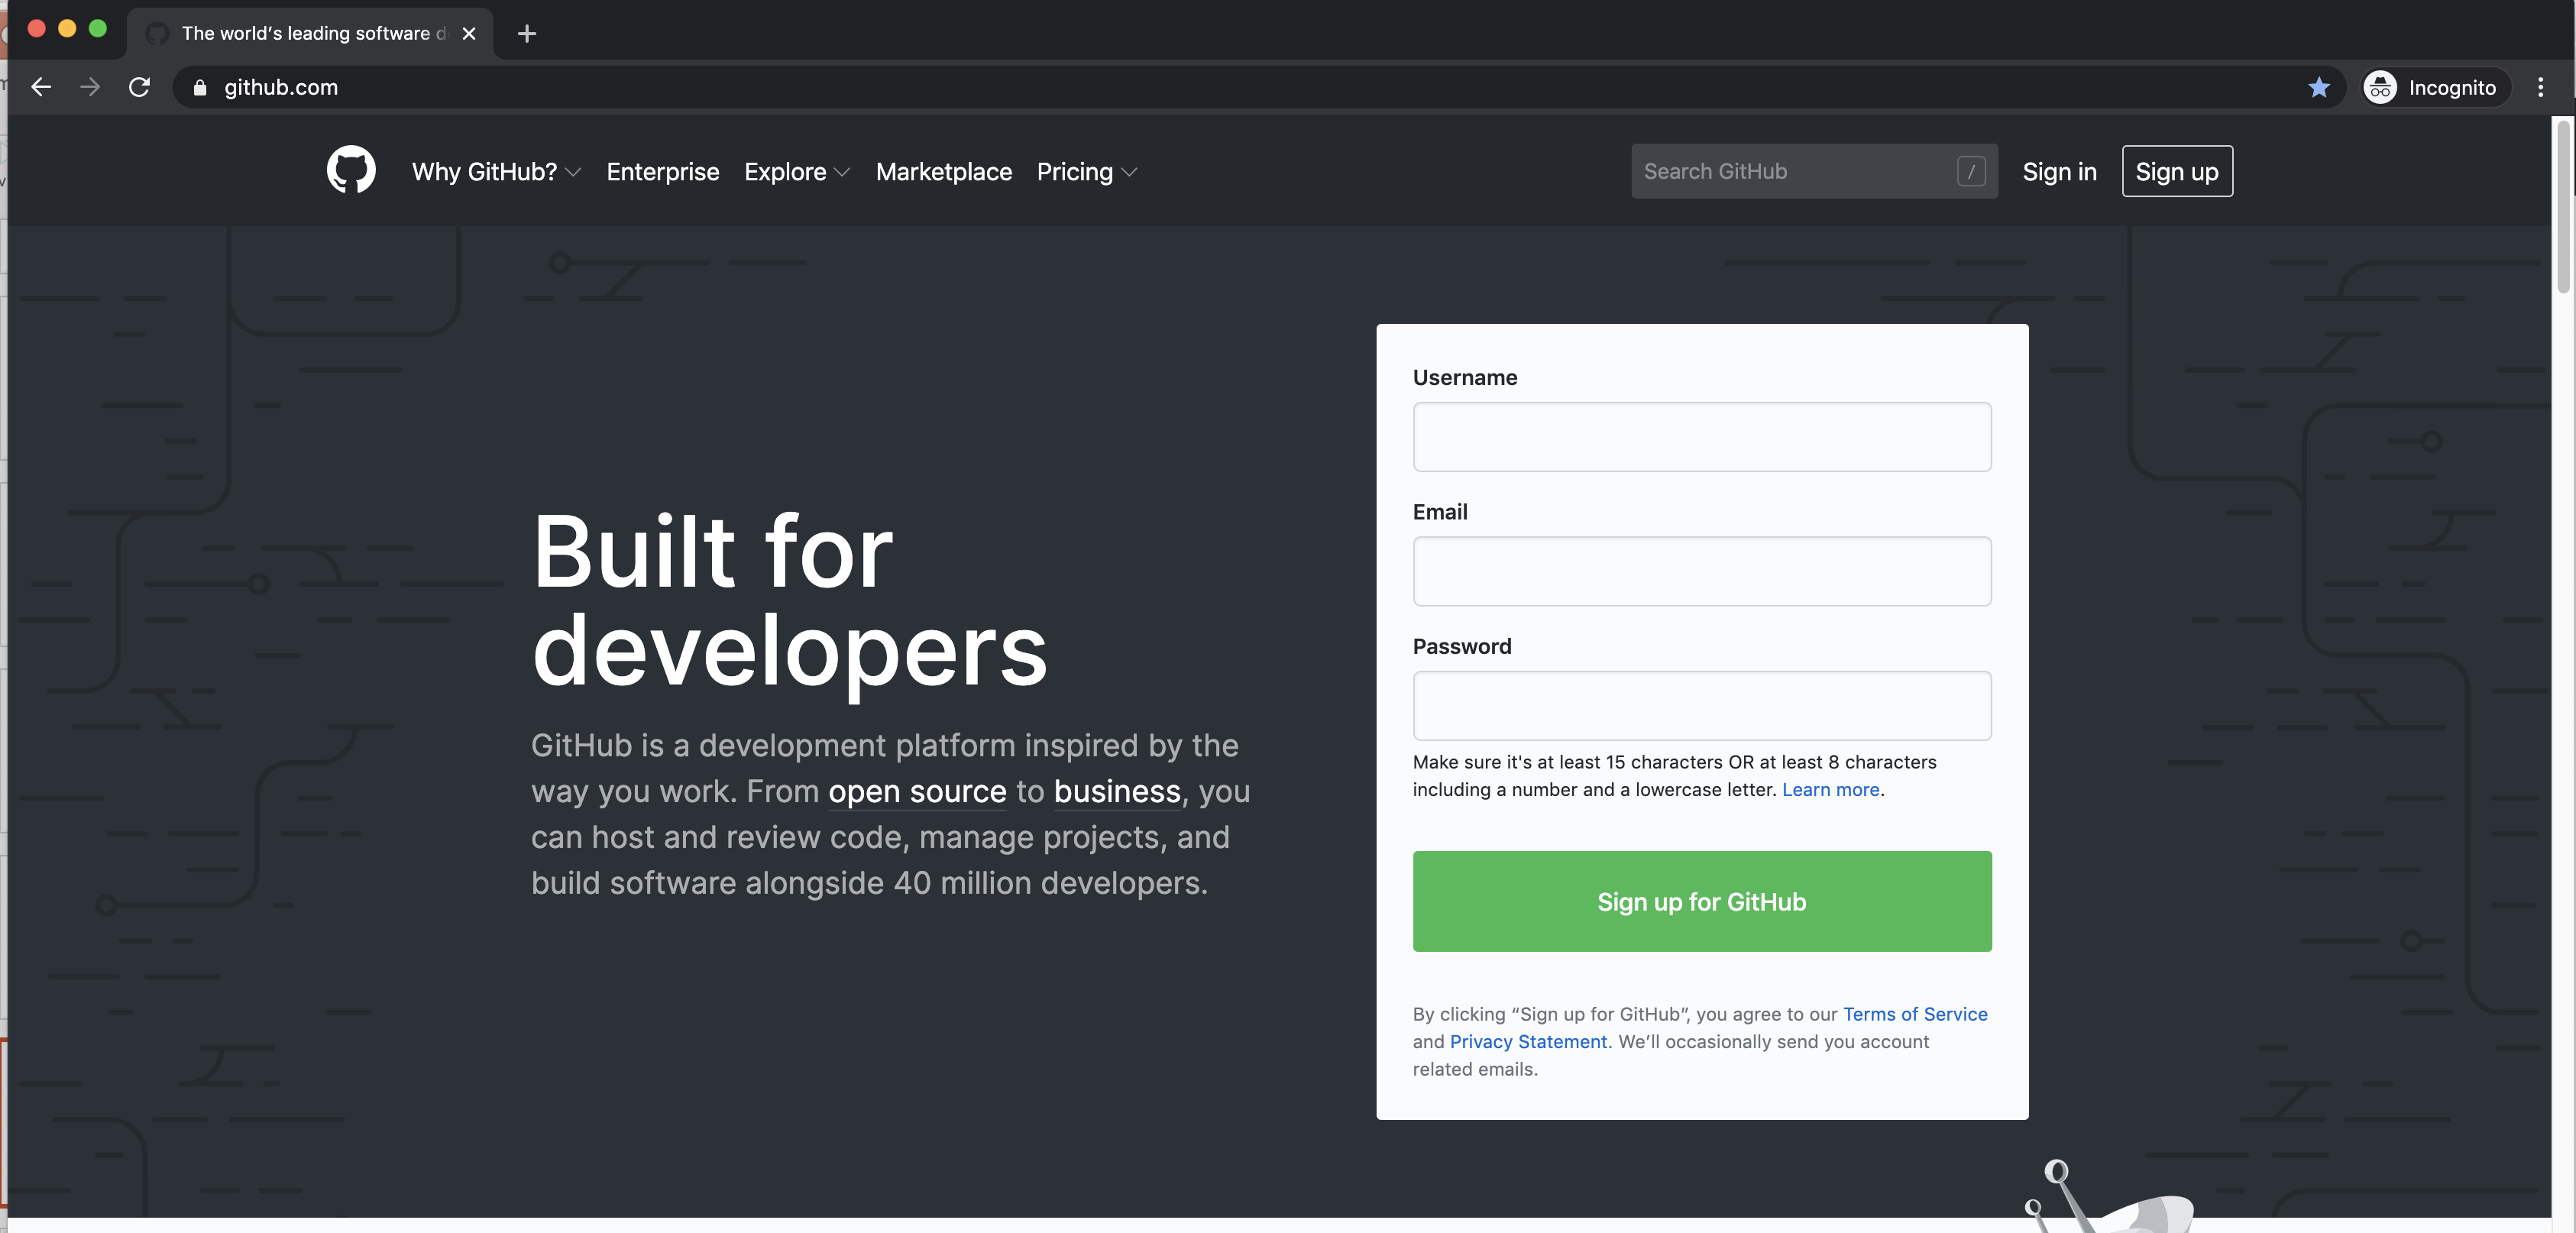 The world's leading software d
github.com
Incognito
Why GitHub? Enterprise Explore Marketplace Pricing
Search GitHub / Sign in Sign up
Built for
developers
GitHub is a development platform inspired by the
way you work. From open source to business, you
can host and review code, manage projects, and
build software alongside 40 million developers.
Username
Email
Password
Make sure it's at least 15 characters OR at least 8 characters
including a number and a lowercase letter. Learn more.
Sign up for GitHub
By clicking “Sign up for GitHub”, you agree to our Terms of Service
and Privacy Statement. We’ll occasionally send you account
related emails.